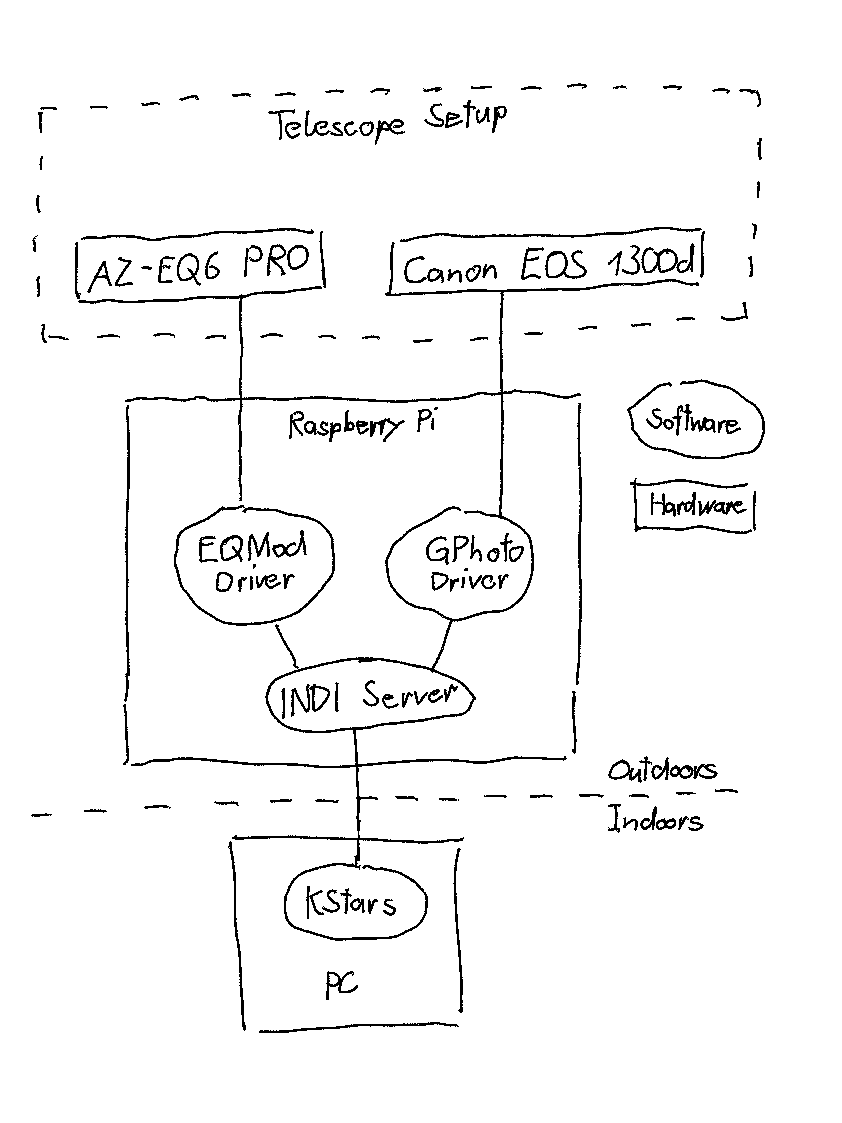 Telescope Setup
AZ-EQ6 PRO
Canon EOS 1300d
Raspberry Pi
Software
Hardware
EQMod
Driver
GPhoto
Driver
INDI Server
Outdoors
Indoors
KStars
PC